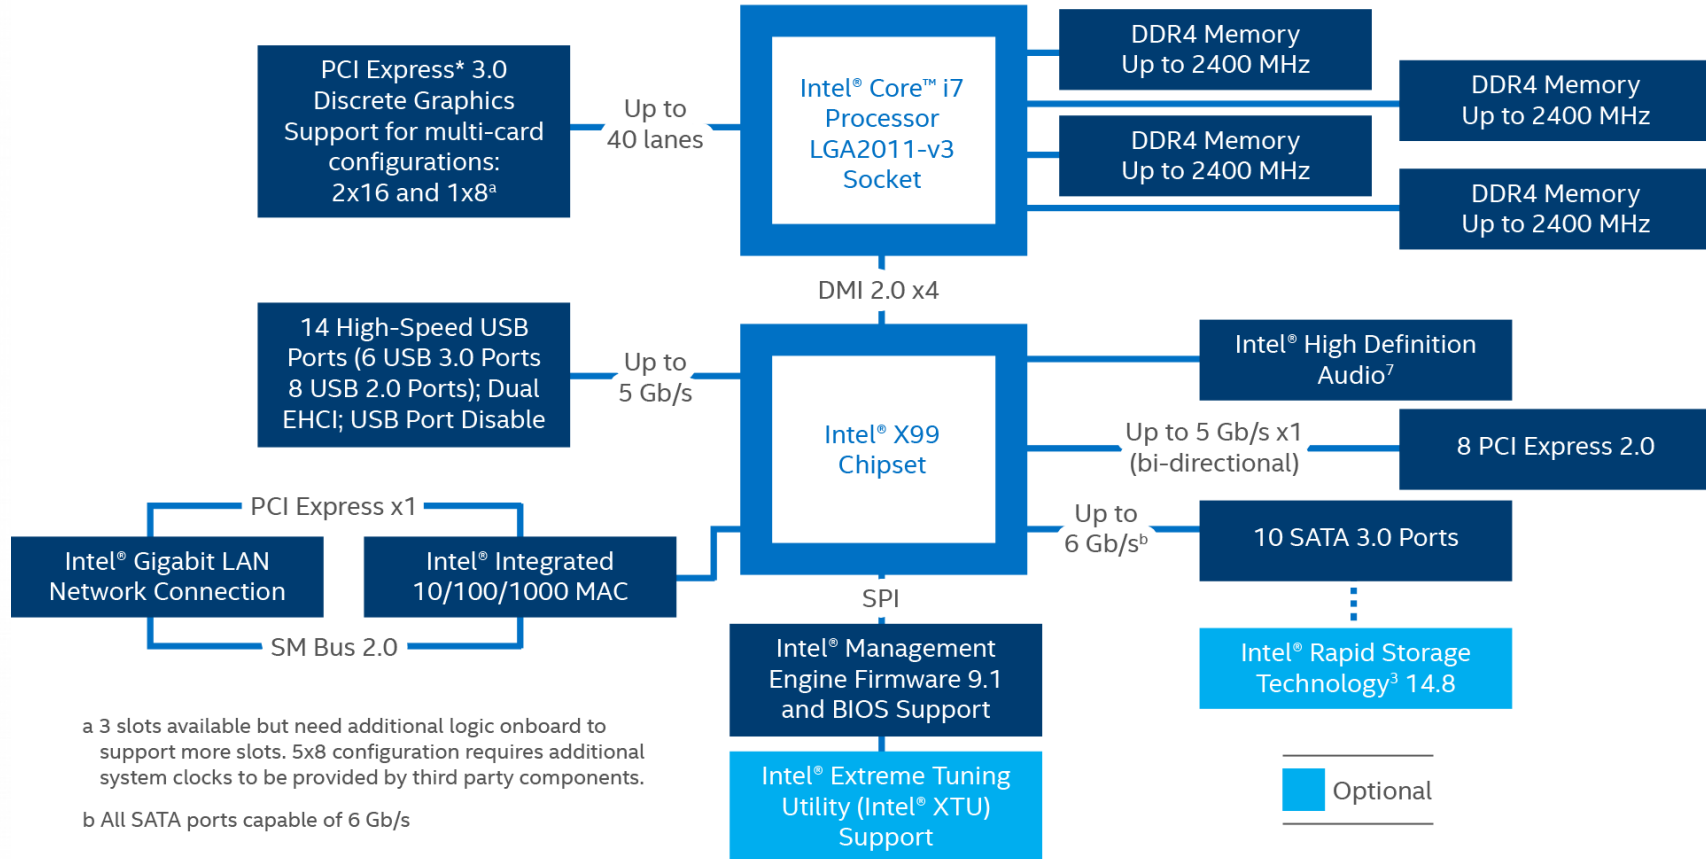 PCI Express* 3.0
Discrete Graphics
Support for multi-card
configurations:
2x16 and 1x8ᵃ
Up to
40 lanes
Intel® Core™ i7
Processor
LGA2011-v3
Socket
DDR4 Memory
Up to 2400 MHz
DDR4 Memory
Up to 2400 MHz
DDR4 Memory
Up to 2400 MHz
DDR4 Memory
Up to 2400 MHz
DMI 2.0 x4
14 High-Speed USB
Ports (6 USB 3.0 Ports
8 USB 2.0 Ports); Dual
EHCI; USB Port Disable
Up to
5 Gb/s
Intel® X99
Chipset
Intel® High Definition
Audio⁷
Up to 5 Gb/s x1
(bi-directional)
8 PCI Express 2.0
Up to
6 Gb/sᵇ
10 SATA 3.0 Ports
PCI Express x1
Intel® Gigabit LAN
Network Connection
Intel® Integrated
10/100/1000 MAC
SM Bus 2.0
SPI
Intel® Management
Engine Firmware 9.1
and BIOS Support
Intel® Rapid Storage
Technology³ 14.8
Intel® Extreme Tuning
Utility (Intel® XTU)
Support
a 3 slots available but need additional logic onboard to
support more slots. 5x8 configuration requires additional
system clocks to be provided by third party components.
b All SATA ports capable of 6 Gb/s
Optional